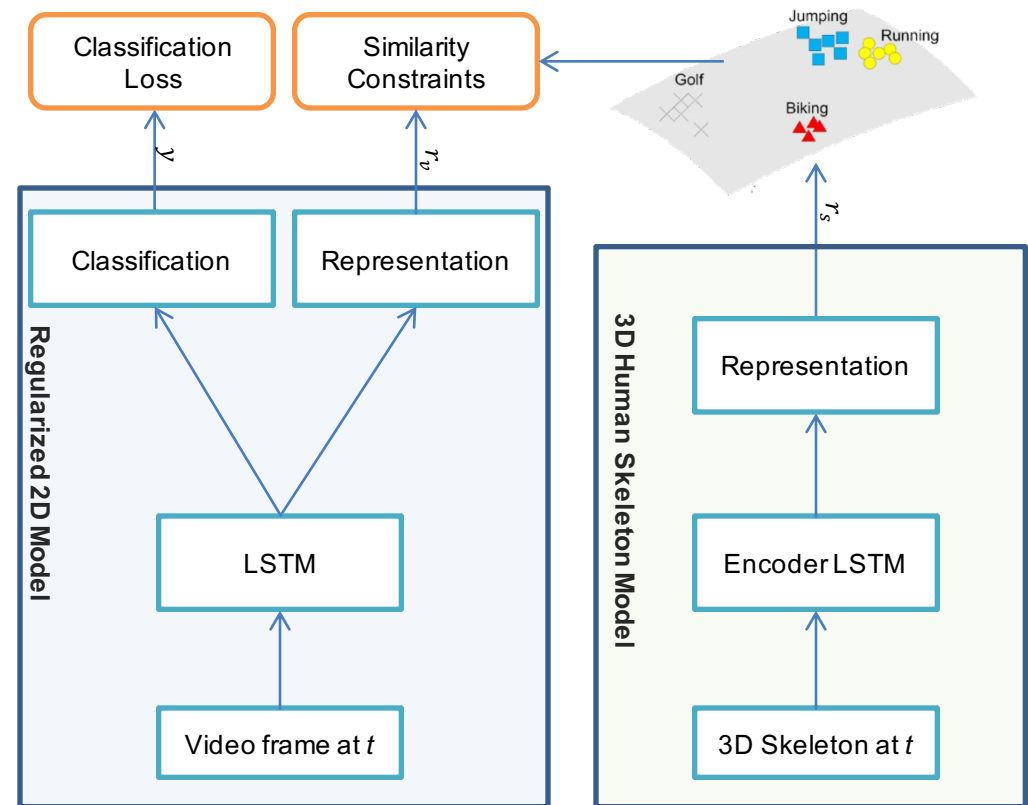 Classification
Loss
Similarity
Constraints
Jumping
Running
Golf
Biking
y
r_v
r_s
Classification
Representation
Regularized 2D Model
LSTM
Video frame at t
3D Human Skeleton Model
Representation
Encoder LSTM
3D Skeleton at t